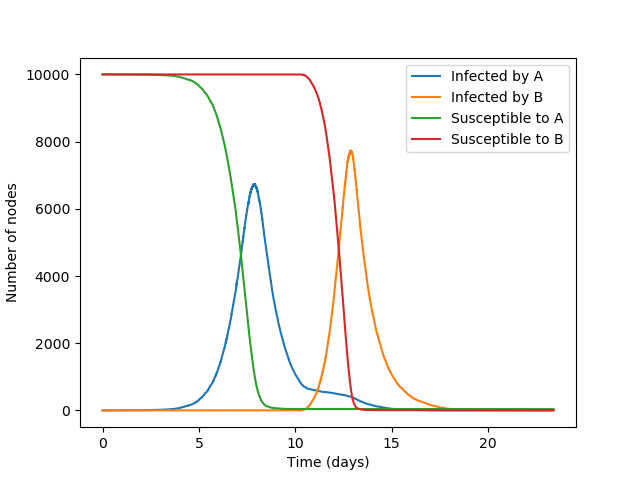 Number of nodes
10000
8000
6000
4000
2000
0
0 5 10 15 20
Time (days)
Infected by A
Infected by B
Susceptible to A
Susceptible to B